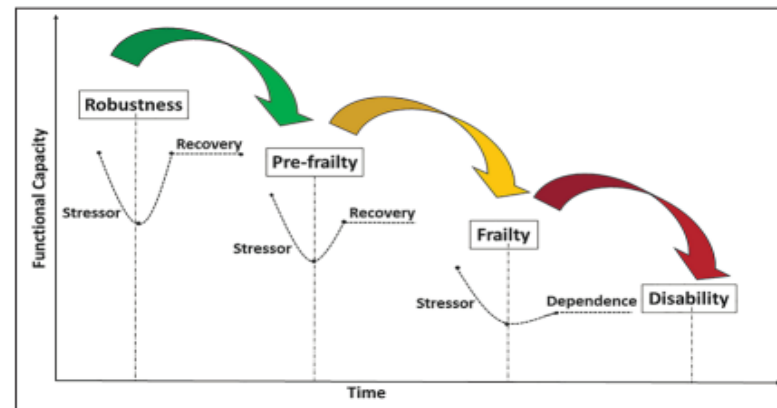 Functional Capacity
Robustness
Recovery
Stressor
Pre-frailty
Recovery
Stressor
Frailty
Stressor
Dependence
Disability
Time